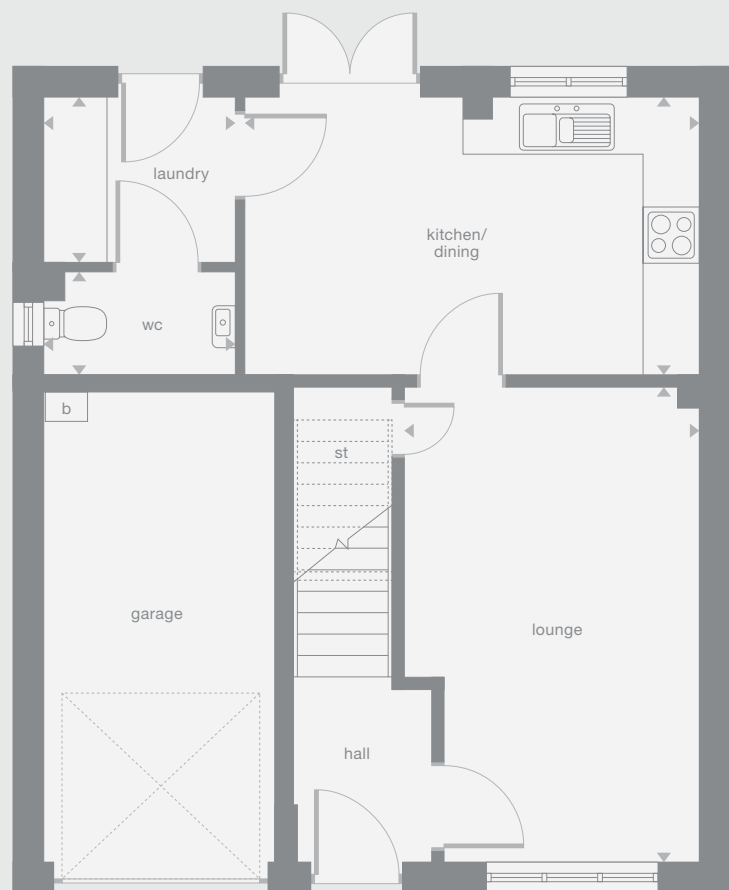 laundry
kitchen/
dining
wc
b
st
garage
lounge
hall